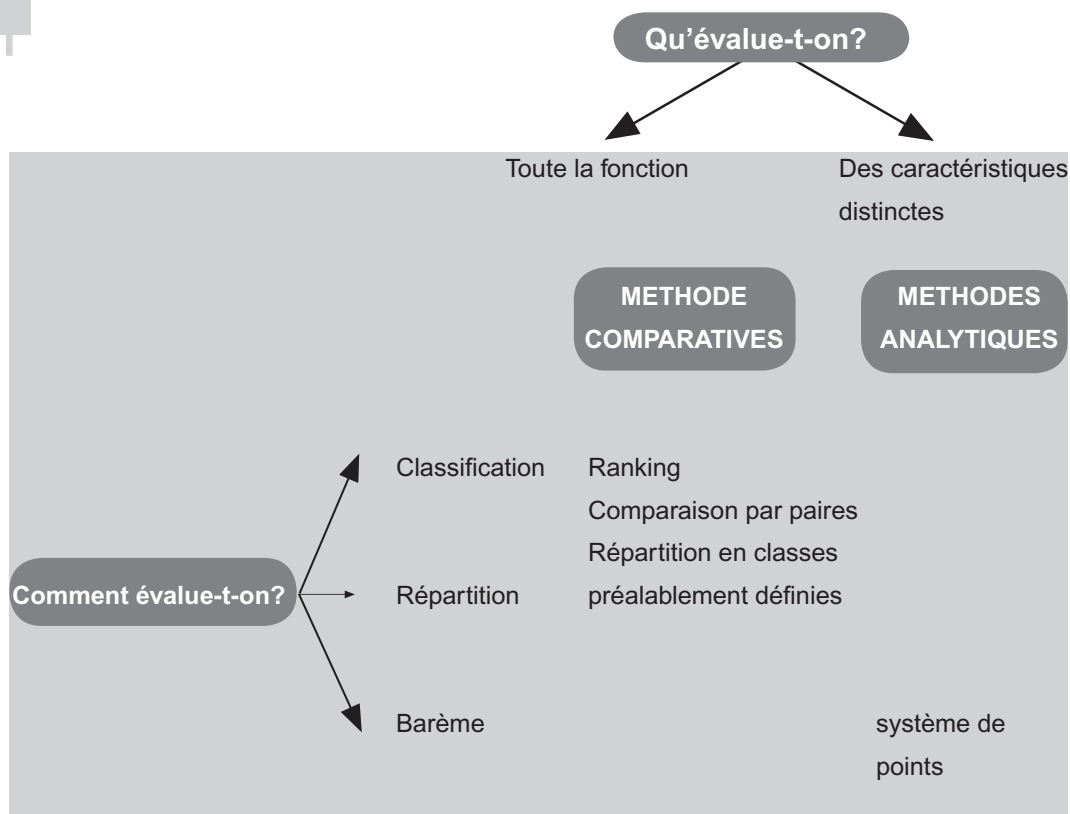 Qu’évalue-t-on?
Toute la fonction
Des caractéristiques
distinctes
METHODE
COMPARATIVES
METHODES
ANALYTIQUES
Comment évalue-t-on?
Classification
Ranking
Comparaison par paires
Répartition en classes
Répartition
préalablement définies
Barème
système de
points